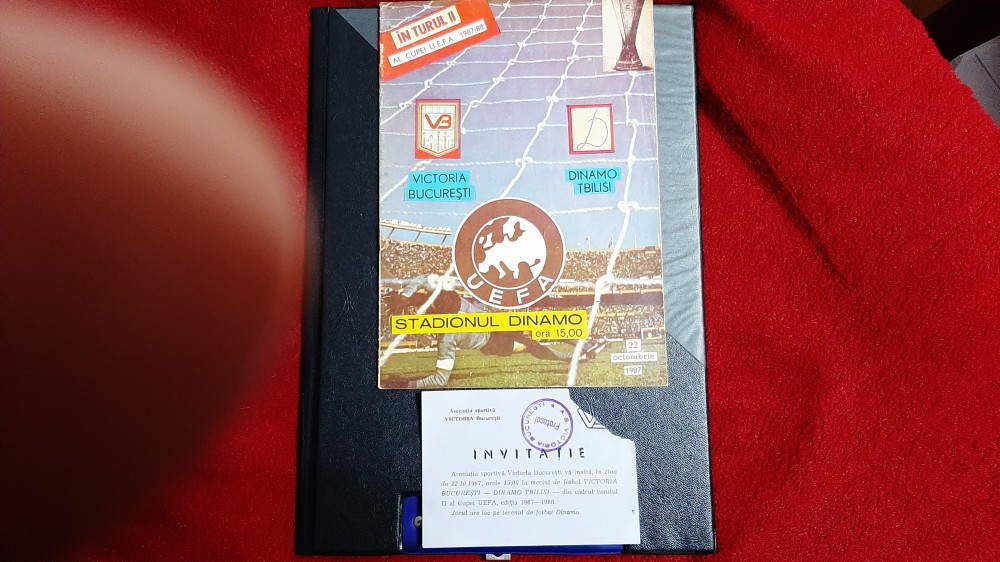 ÎN TURUL II
AL CUPEI U.E.F.A. 1987/88
VB
D
VICTORIA
BUCUREȘTI
DINAMO
TBILISI
UEFA
STADIONUL DINAMO
ora 15,00
22
octombrie
1987
Asociația sportivă
VICTORIA București
A.S. VICTORIA BUCUREȘTI
Protocol
INVITAȚIE
Asociația sportivă Victoria București vă invită, în ziua
de 22.10.1987, orele 15,00 la meciul de fotbal VICTORIA
BUCUREȘTI — DINAMO TBILISI — din cadrul turului
II al Cupei UEFA, ediția 1987—1988.
Jocul are loc pe terenul de fotbal Dinamo.